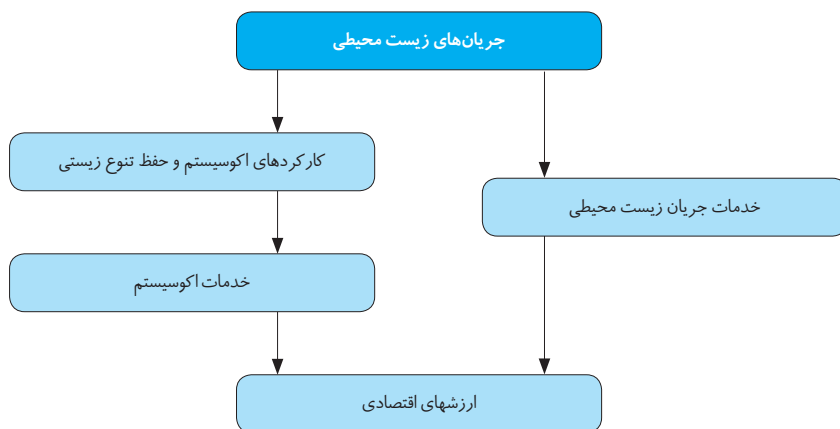 جریان‌های زیست محیطی
کارکردهای اکوسیستم و حفظ تنوع زیستی
خدمات جریان زیست محیطی
خدمات اکوسیستم
ارزشهای اقتصادی